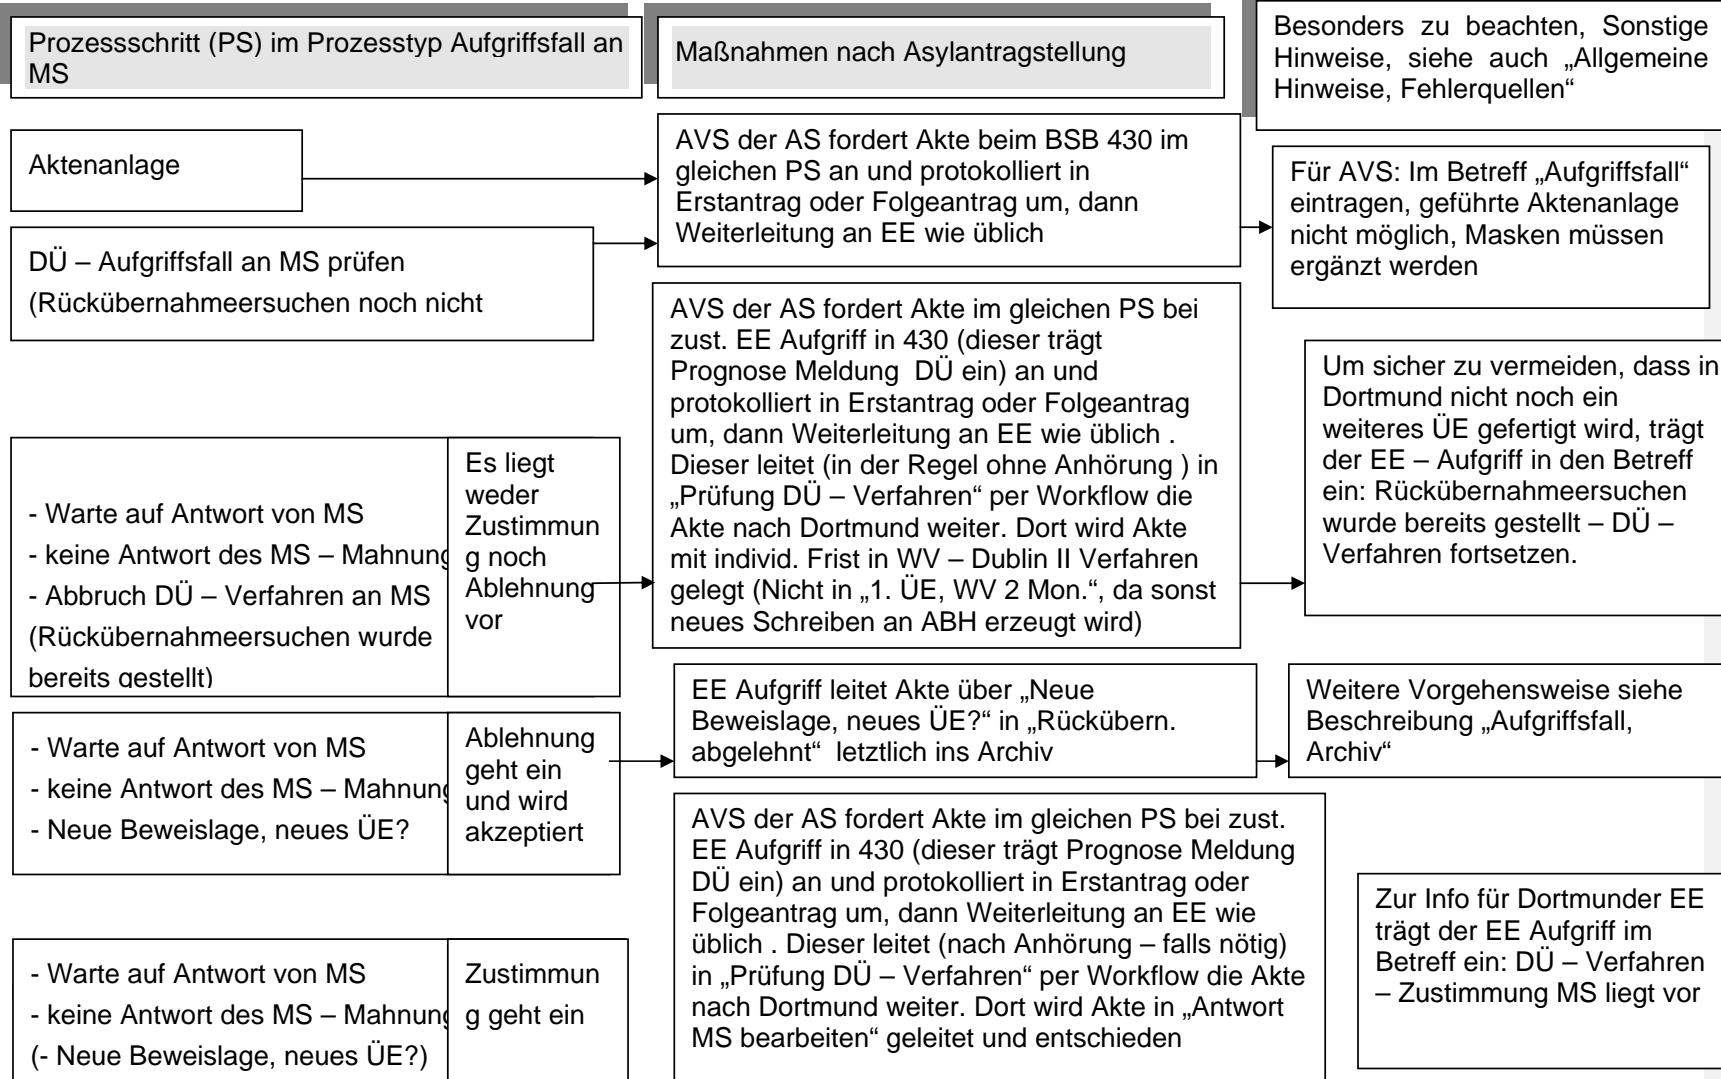 Prozessschritt (PS) im Prozesstyp Aufgriffsfall an
MS
Maßnahmen nach Asylantragstellung
Besonders zu beachten, Sonstige
Hinweise, siehe auch „Allgemeine
Hinweise, Fehlerquellen“
Aktenanlage
DÜ – Aufgriffsfall an MS prüfen
(Rückübernahmeersuchen noch nicht
AVS der AS fordert Akte beim BSB 430 im
gleichen PS an und protokolliert in
Erstantrag oder Folgeantrag um, dann
Weiterleitung an EE wie üblich
Für AVS: Im Betreff „Aufgriffsfall“
eintragen, geführte Aktenanlage
nicht möglich, Masken müssen
ergänzt werden
- Warte auf Antwort von MS
- keine Antwort des MS – Mahnung
- Abbruch DÜ – Verfahren an MS
(Rückübernahmeersuchen wurde
bereits gestellt)
Es liegt
weder
Zustimmun
g noch
Ablehnung
vor
AVS der AS fordert Akte im gleichen PS bei
zust. EE Aufgriff in 430 (dieser trägt
Prognose Meldung  DÜ ein) an und
protokolliert in Erstantrag oder Folgeantrag
um, dann Weiterleitung an EE wie üblich .
Dieser leitet (in der Regel ohne Anhörung ) in
„Prüfung DÜ – Verfahren“ per Workflow die
Akte nach Dortmund weiter. Dort wird Akte
mit individ. Frist in WV – Dublin II Verfahren
gelegt (Nicht in „1. ÜE, WV 2 Mon.“, da sonst
neues Schreiben an ABH erzeugt wird)
Um sicher zu vermeiden, dass in
Dortmund nicht noch ein
weiteres ÜE gefertigt wird, trägt
der EE – Aufgriff in den Betreff
ein: Rückübernahmeersuchen
wurde bereits gestellt – DÜ –
Verfahren fortsetzen.
- Warte auf Antwort von MS
- keine Antwort des MS – Mahnung
- Neue Beweislage, neues ÜE?
Ablehnung
geht ein
und wird
akzeptiert
EE Aufgriff leitet Akte über „Neue
Beweislage, neues ÜE?“ in „Rückübern.
abgelehnt“  letztlich ins Archiv
Weitere Vorgehensweise siehe
Beschreibung „Aufgriffsfall,
Archiv“
- Warte auf Antwort von MS
- keine Antwort des MS – Mahnung
(- Neue Beweislage, neues ÜE?)
Zustimmun
g geht ein
AVS der AS fordert Akte im gleichen PS bei zust.
EE Aufgriff in 430 (dieser trägt Prognose Meldung
DÜ ein) an und protokolliert in Erstantrag oder
Folgeantrag um, dann Weiterleitung an EE wie
üblich . Dieser leitet (nach Anhörung – falls nötig)
in „Prüfung DÜ – Verfahren“ per Workflow die Akte
nach Dortmund weiter. Dort wird Akte in „Antwort
MS bearbeiten“ geleitet und entschieden
Zur Info für Dortmunder EE
trägt der EE Aufgriff im
Betreff ein: DÜ – Verfahren
– Zustimmung MS liegt vor